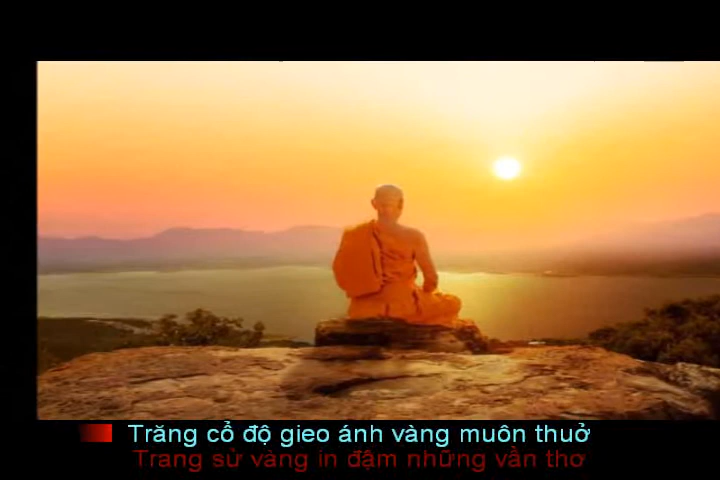 Trăng cổ độ gieo ánh vàng muôn thuở
Trang sử vàng in đậm những vần thơ